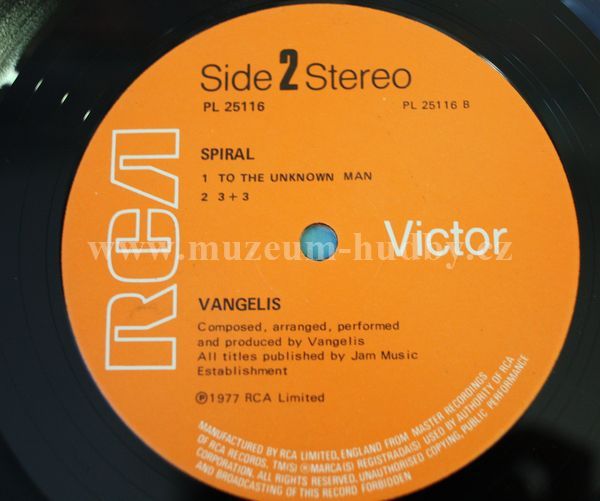 Side 2 Stereo
PL 25116
PL 25116 B
SPIRAL
1 TO THE UNKNOWN MAN
2 3+3
RCA
Victor
www.muzeum-hudby.cz
VANGELIS
Composed, arranged, performed
and produced by Vangelis
All titles published by Jam Music
Establishment
℗1977 RCA Limited
MANUFACTURED BY RCA LIMITED, ENGLAND FROM MASTER RECORDINGS
OF RCA RECORDS. TM(S) ® MARCA(S) REGISTRADA(S) USED BY AUTHORITY OF RCA
CORPORATION. ALL RIGHTS RESERVED. UNAUTHORISED COPYING, PUBLIC PERFORMANCE
AND BROADCASTING OF THIS RECORD FORBIDDEN